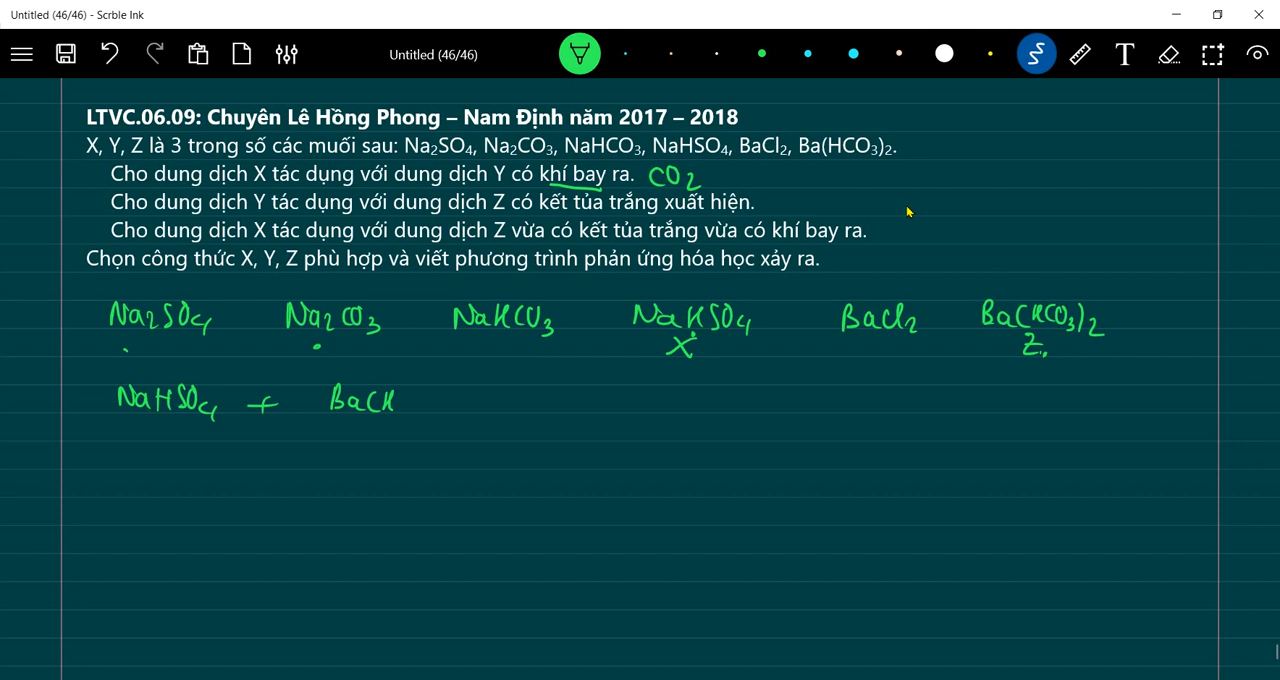 Untitled (46/46) - Scrble Ink
Untitled (46/46)
T
LTVC.06.09: Chuyên Lê Hồng Phong – Nam Định năm 2017 – 2018
X, Y, Z là 3 trong số các muối sau: Na₂SO₄, Na₂CO₃, NaHCO₃, NaHSO₄, BaCl₂, Ba(HCO₃)₂.
Cho dung dịch X tác dụng với dung dịch Y có khí bay ra. CO₂
Cho dung dịch Y tác dụng với dung dịch Z có kết tủa trắng xuất hiện.
Cho dung dịch X tác dụng với dung dịch Z vừa có kết tủa trắng vừa có khí bay ra.
Chọn công thức X, Y, Z phù hợp và viết phương trình phản ứng hóa học xảy ra.
Na₂SO₄ Na₂CO₃ NaHCO₃ NaHSO₄ BaCl₂ Ba(HCO₃)₂
X Z
NaHSO₄ + Ba(H